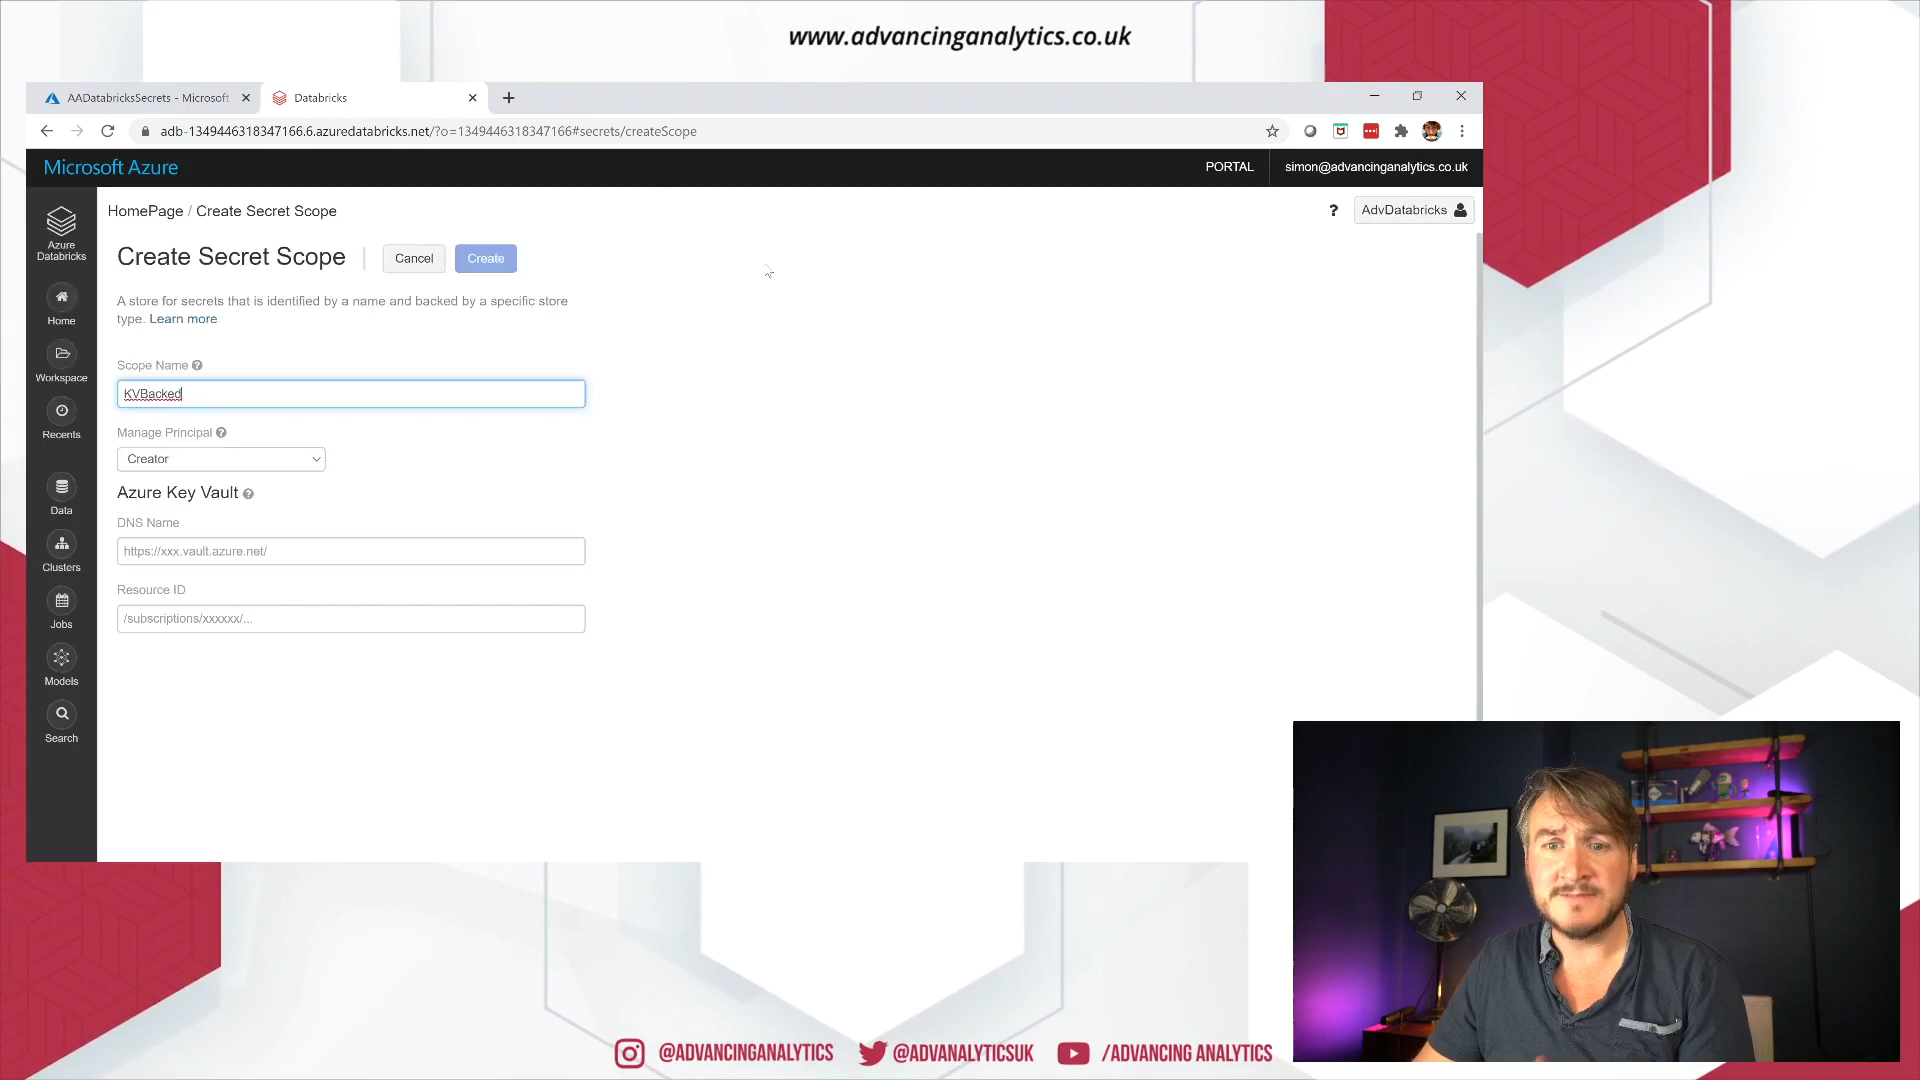 www.advancinganalytics.co.uk
AADatabricksSecrets - Microsoft
Databricks
adb-1349446318347166.6.azuredatabricks.net/?o=1349446318347166#secrets/createScope
Microsoft Azure
PORTAL
simon@advancinganalytics.co.uk
Azure
Databricks
Home
Workspace
Recents
Data
Clusters
Jobs
Models
Search
HomePage / Create Secret Scope
? AdvDatabricks
Create Secret Scope
Cancel
Create
A store for secrets that is identified by a name and backed by a specific store
type. Learn more
Scope Name ?
KVBacked
Manage Principal ?
Creator
Azure Key Vault ?
DNS Name
https://xxx.vault.azure.net/
Resource ID
/subscriptions/xxxxxx/...
@ADVANCINGANALYTICS
@ADVANALYTICSUK
/ADVANCING ANALYTICS